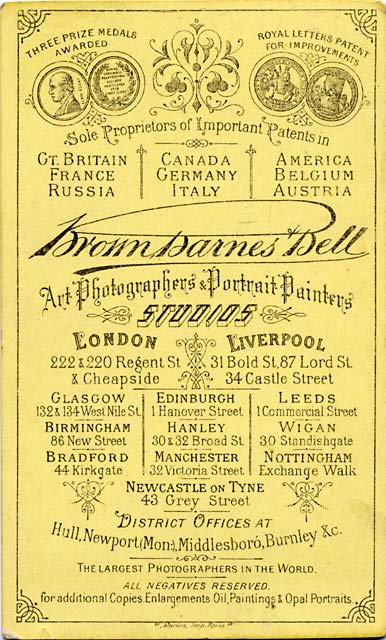 THREE PRIZE MEDALS
AWARDED
ROYAL LETTERS PATENT
FOR IMPROVEMENTS
Sole Proprietors of Important Patents in
GT. BRITAIN CANADA AMERICA
FRANCE GERMANY BELGIUM
RUSSIA ITALY AUSTRIA
Brown Barnes & Bell
Art Photographers & Portrait Painters
STUDIOS
LONDON LIVERPOOL
222 & 220 Regent St. 31 Bold St, 87 Lord St.
& Cheapside 34 Castle Street
GLASGOW EDINBURGH LEEDS
132 & 134 West Nile St. 1 Hanover Street 1 Commercial Street
BIRMINGHAM HANLEY WIGAN
86 New Street 30 & 32 Broad St. 30 Standishgate
BRADFORD MANCHESTER NOTTINGHAM
44 Kirkgate 32 Victoria Street Exchange Walk
NEWCASTLE ON TYNE
43 Grey Street
DISTRICT OFFICES AT
Hull, Newport (Mon:), Middlesboro', Burnley &c.
THE LARGEST PHOTOGRAPHERS IN THE WORLD.
ALL NEGATIVES RESERVED.
For additional Copies, Enlargements Oil, Paintings & Opal Portraits